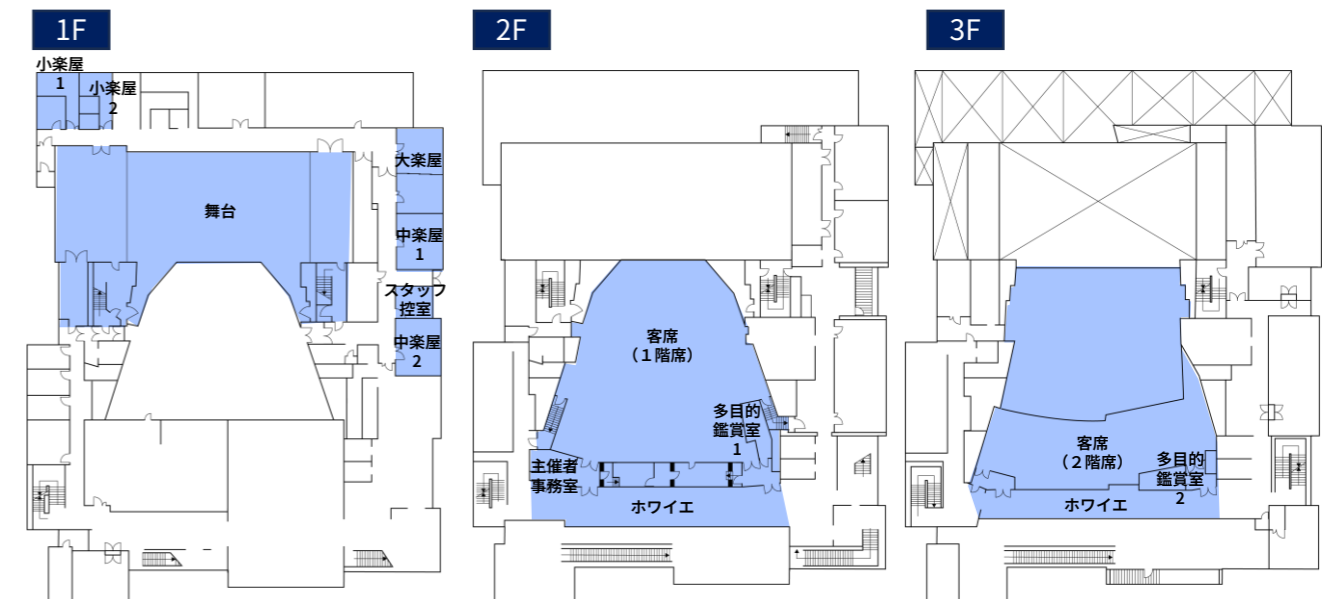 1F
小楽屋
1
小楽屋
2
大楽屋
舞台
中楽屋
1
スタッフ
控室
中楽屋
2
2F
客席
（１階席）
多目的
鑑賞室
1
主催者
事務室
ホワイエ
3F
客席
（２階席）
多目的
鑑賞室
2
ホワイエ